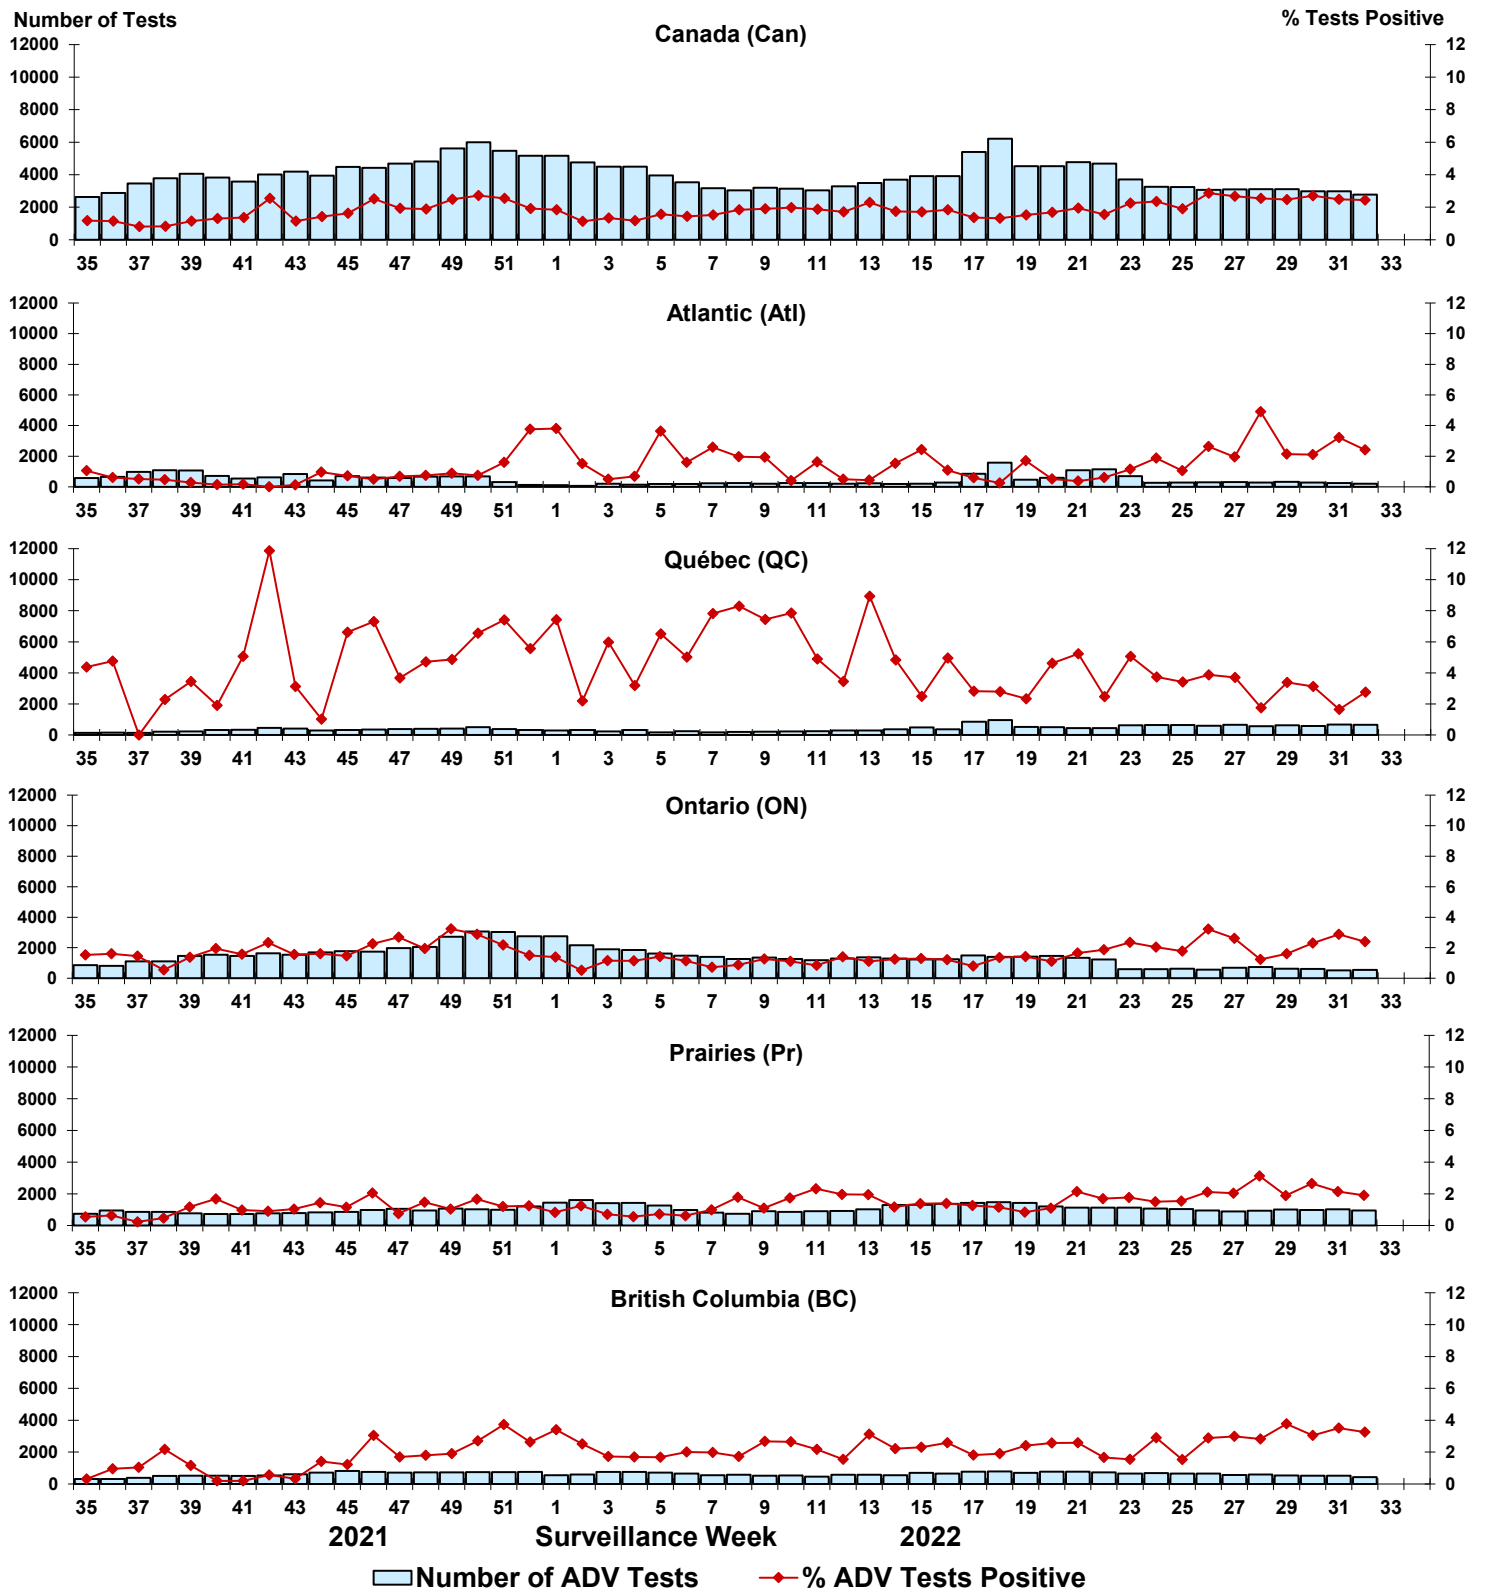 Number of Tests
% Tests Positive
Canada (Can)
12000 12
10000 10
8000 8
6000 6
4000 4
2000 2
0 0
35 37 39 41 43 45 47 49 51 1 3 5 7 9 11 13 15 17 19 21 23 25 27 29 31 33
Atlantic (Atl)
12000 12
10000 10
8000 8
6000 6
4000 4
2000 2
0 0
35 37 39 41 43 45 47 49 51 1 3 5 7 9 11 13 15 17 19 21 23 25 27 29 31 33
Québec (QC)
12000 12
10000 10
8000 8
6000 6
4000 4
2000 2
0 0
35 37 39 41 43 45 47 49 51 1 3 5 7 9 11 13 15 17 19 21 23 25 27 29 31 33
Ontario (ON)
12000 12
10000 10
8000 8
6000 6
4000 4
2000 2
0 0
35 37 39 41 43 45 47 49 51 1 3 5 7 9 11 13 15 17 19 21 23 25 27 29 31 33
Prairies (Pr)
12000 12
10000 10
8000 8
6000 6
4000 4
2000 2
0 0
35 37 39 41 43 45 47 49 51 1 3 5 7 9 11 13 15 17 19 21 23 25 27 29 31 33
British Columbia (BC)
12000 12
10000 10
8000 8
6000 6
4000 4
2000 2
0 0
35 37 39 41 43 45 47 49 51 1 3 5 7 9 11 13 15 17 19 21 23 25 27 29 31 33
2021 Surveillance Week 2022
Number of ADV Tests % ADV Tests Positive